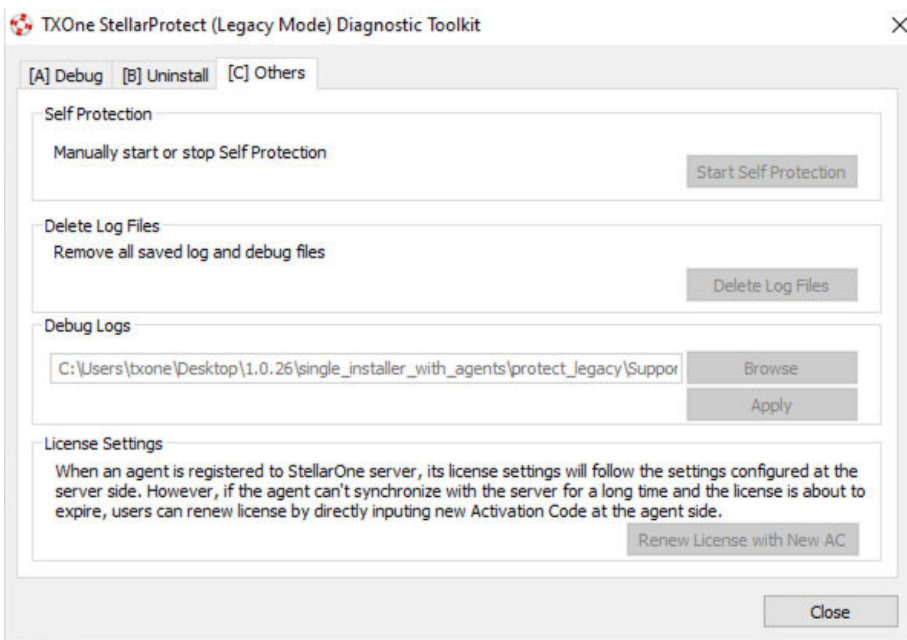 TXOne StellarProtect (Legacy Mode) Diagnostic Toolkit
[A] Debug [B] Uninstall [C] Others
Self Protection
Manually start or stop Self Protection
Start Self Protection
Delete Log Files
Remove all saved log and debug files
Delete Log Files
Debug Logs
C:\Users\txone\Desktop\1.0.26\single_installer_with_agents\protect_legacy\Suppor
Browse
Apply
License Settings
When an agent is registered to StellarOne server, its license settings will follow the settings configured at the
server side. However, if the agent can't synchronize with the server for a long time and the license is about to
expire, users can renew license by directly inputing new Activation Code at the agent side.
Renew License with New AC
Close